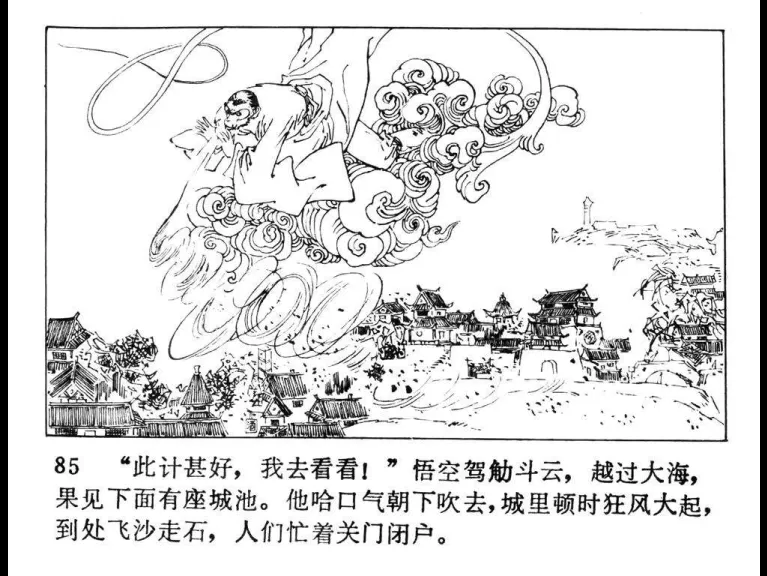 85 “此计甚好，我去看看！”悟空驾觔斗云，越过大海，
果见下面有座城池。他哈口气朝下吹去，城里顿时狂风大起，
到处飞沙走石，人们忙着关门闭户。